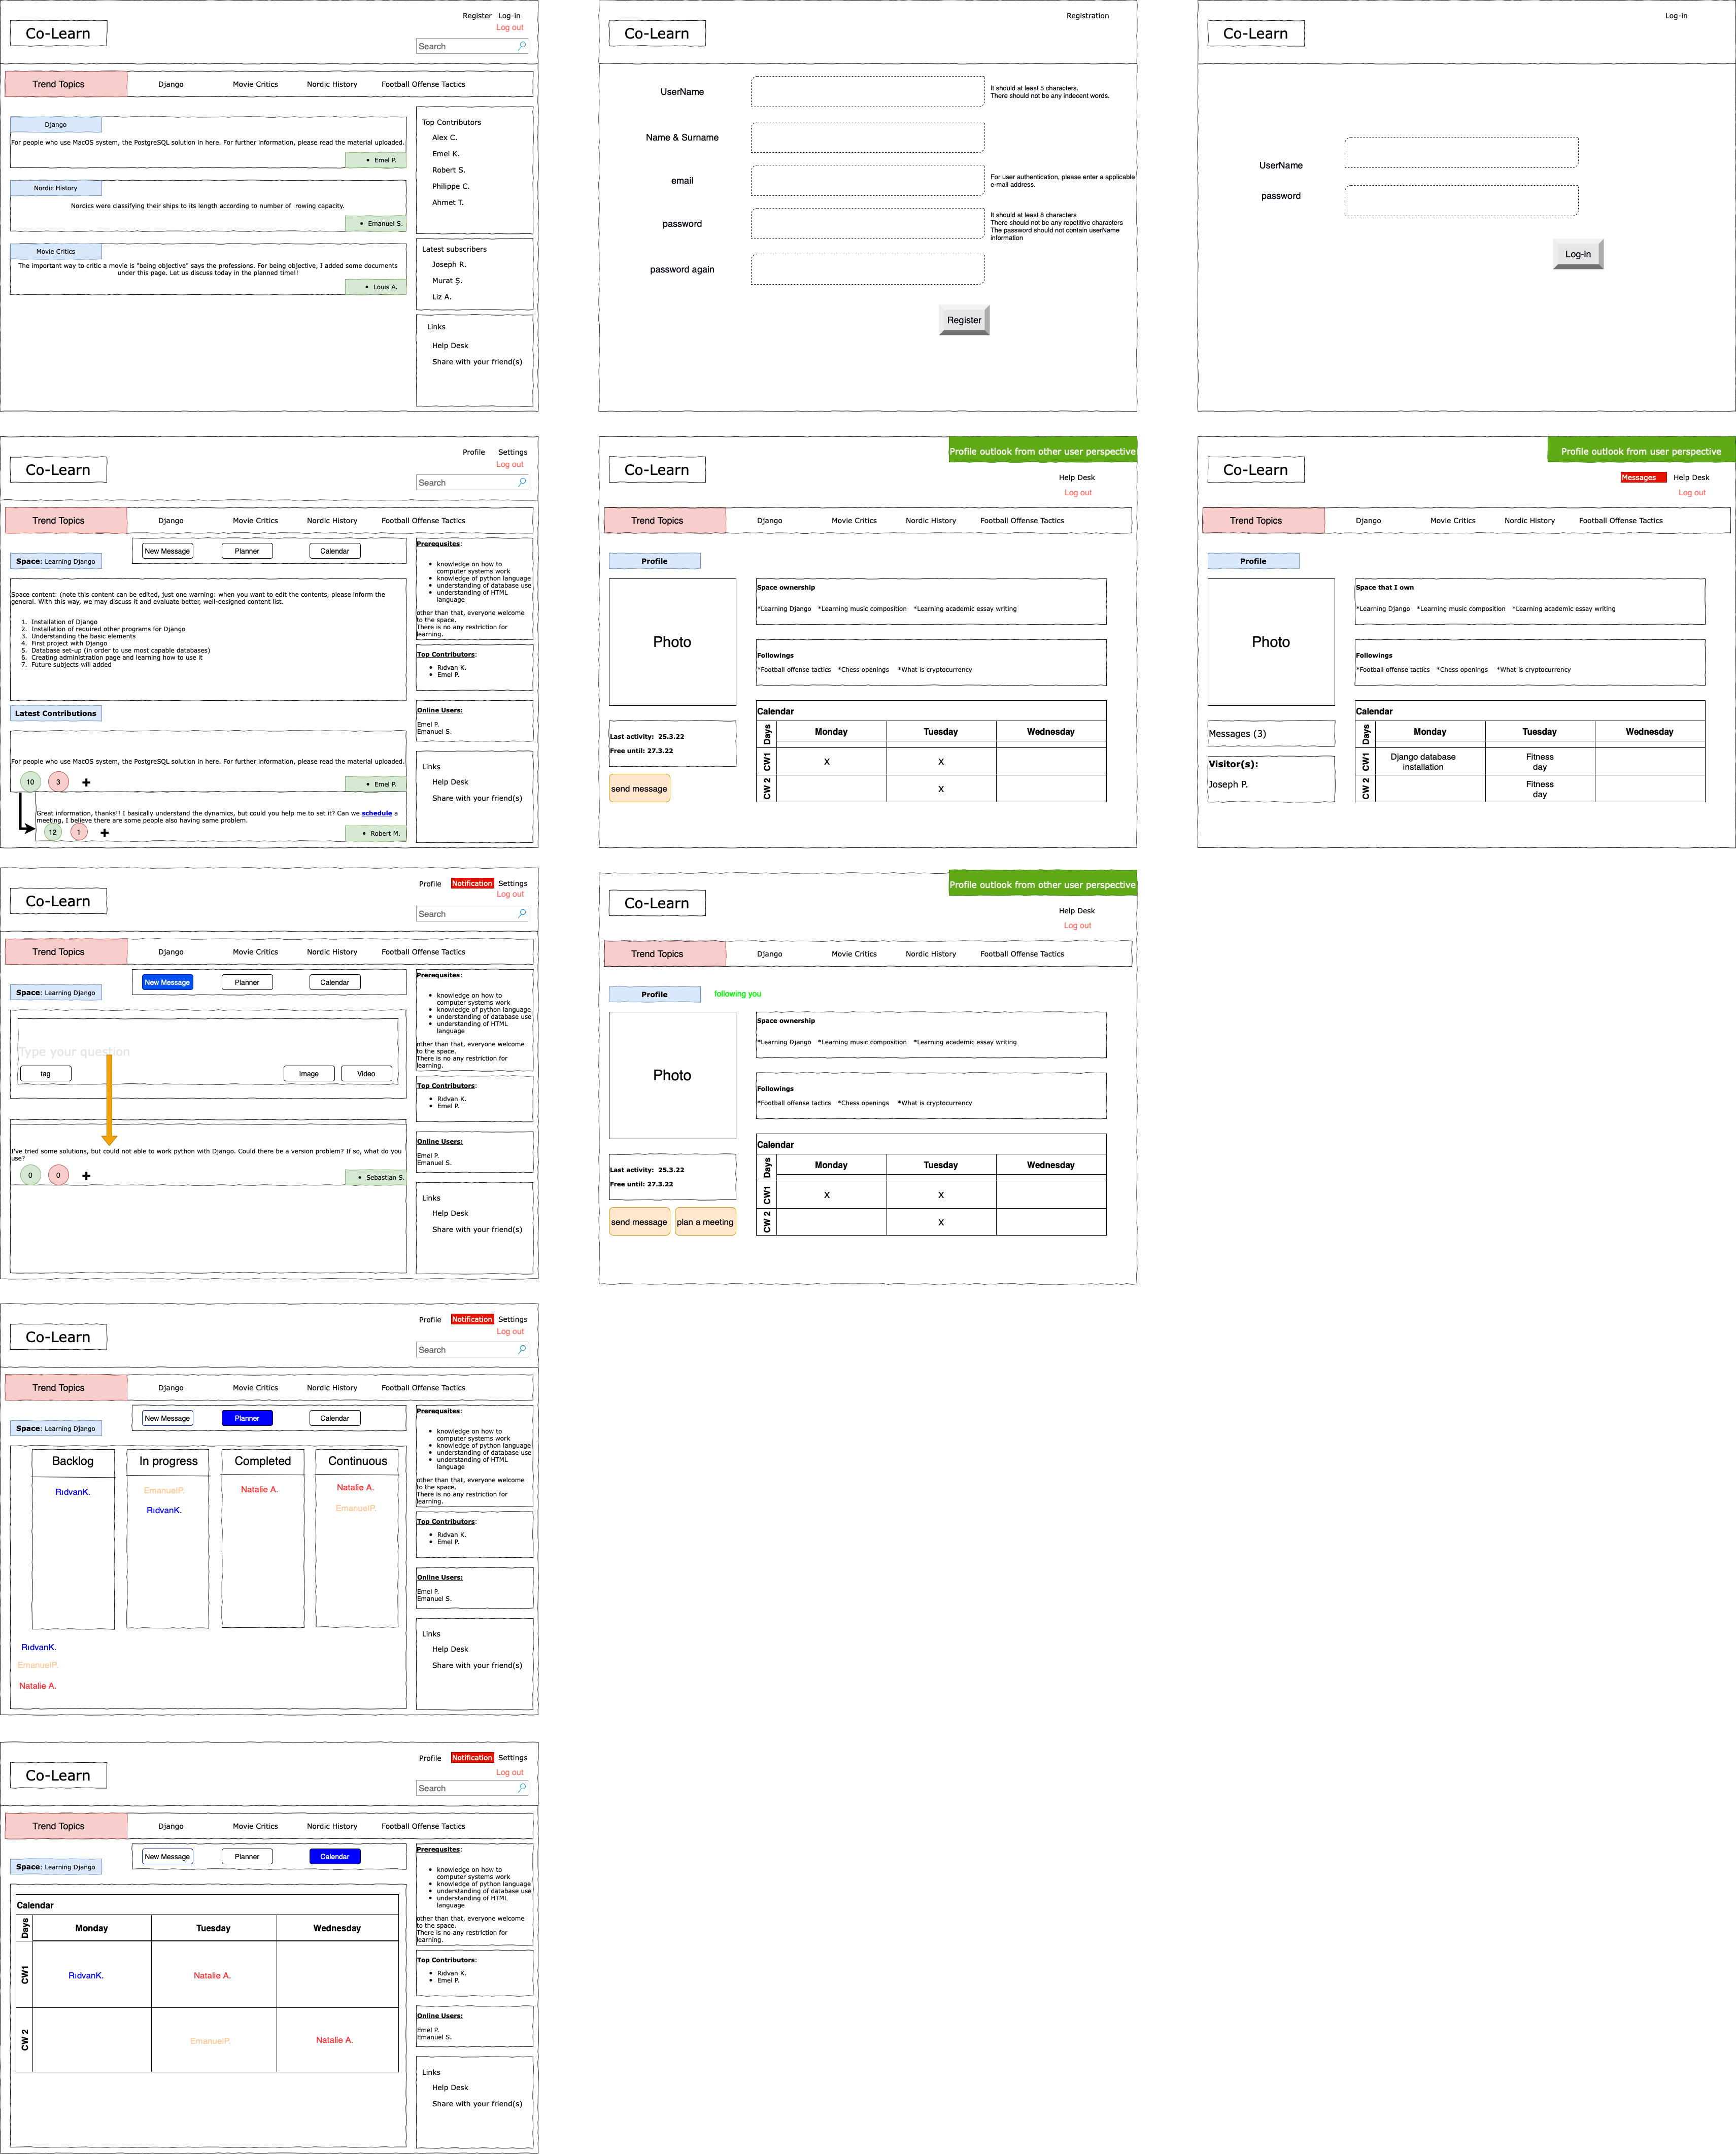 Register Log-in
Log out
Co-Learn
Search
Trend Topics Django Movie Critics Nordic History Football Offense Tactics
Django
For people who use MacOS system, the PostgreSQL solution in here. For further information, please read the material uploaded.
• Emel P.
Nordic History
Nordics were classifying their ships to its length according to number of rowing capacity.
• Emanuel S.
Movie Critics
The important way to critic a movie is "being objective" says the professions. For being objective, I added some documents
under this page. Let us discuss today in the planned time!!
• Louis A.
Top Contributors
Alex C.
Emel K.
Robert S.
Philippe C.
Ahmet T.
Latest subscribers
Joseph R.
Murat Ş.
Liz A.
Links
Help Desk
Share with your friend(s)
Registration
Co-Learn
UserName
It should at least 5 characters.
There should not be any indecent words.
Name & Surname
email
For user authentication, please enter a applicable
e-mail address.
password
It should at least 8 characters
There should not be any repetitive characters
The password should not contain userName
information
password again
Register
Log-in
Co-Learn
UserName
password
Log-in
Profile Settings
Log out
Co-Learn
Search
Trend Topics Django Movie Critics Nordic History Football Offense Tactics
Space: Learning Django
New Message Planner Calendar
Space content: (note this content can be edited, just one warning: when you want to edit the contents, please inform the
general. With this way, we may discuss it and evaluate better, well-designed content list.
1. Installation of Django
2. Installation of required other programs for Django
3. Understanding the basic elements
4. First project with Django
5. Database set-up (in order to use most capable databases)
6. Creating administration page and learning how to use it
7. Future subjects will added
Latest Contributions
For people who use MacOS system, the PostgreSQL solution in here. For further information, please read the material uploaded.
10 3 +
• Emel P.
Great information, thanks!! I basically understand the dynamics, but could you help me to set it? Can we schedule a
meeting, I believe there are some people also having same problem.
12 1 +
• Robert M.
Prerequsites:
• knowledge on how to
computer systems work
• knowledge of python language
• understanding of database use
• understanding of HTML
language
other than that, everyone welcome
to the space.
There is no any restriction for
learning.
Top Contributors:
• Rıdvan K.
• Emel P.
Online Users:
Emel P.
Emanuel S.
Links
Help Desk
Share with your friend(s)
Profile outlook from other user perspective
Co-Learn
Help Desk
Log out
Trend Topics Django Movie Critics Nordic History Football Offense Tactics
Profile
Photo
Space ownership
*Learning Django *Learning music composition *Learning academic essay writing
Followings
*Football offense tactics *Chess openings *What is cryptocurrency
Last activity: 25.3.22
Free until: 27.3.22
send message
Calendar
Days Monday Tuesday Wednesday
CW1 X X
CW 2 X
Profile outlook from user perspective
Co-Learn
Messages Help Desk
Log out
Trend Topics Django Movie Critics Nordic History Football Offense Tactics
Profile
Photo
Space that I own
*Learning Django *Learning music composition *Learning academic essay writing
Followings
*Football offense tactics *Chess openings *What is cryptocurrency
Messages (3)
Visitor(s):
Joseph P.
Calendar
Days Monday Tuesday Wednesday
CW1 Django database
installation
Fitness
day
CW 2 Fitness
day
Profile Notification Settings
Log out
Co-Learn
Search
Trend Topics Django Movie Critics Nordic History Football Offense Tactics
Space: Learning Django
New Message Planner Calendar
Type your question
tag Image Video
I've tried some solutions, but could not able to work python with Django. Could there be a version problem? If so, what do you
use?
0 0 +
• Sebastian S.
Prerequsites:
• knowledge on how to
computer systems work
• knowledge of python language
• understanding of database use
• understanding of HTML
language
other than that, everyone welcome
to the space.
There is no any restriction for
learning.
Top Contributors:
• Rıdvan K.
• Emel P.
Online Users:
Emel P.
Emanuel S.
Links
Help Desk
Share with your friend(s)
Profile outlook from other user perspective
Co-Learn
Help Desk
Log out
Trend Topics Django Movie Critics Nordic History Football Offense Tactics
Profile following you
Photo
Space ownership
*Learning Django *Learning music composition *Learning academic essay writing
Followings
*Football offense tactics *Chess openings *What is cryptocurrency
Last activity: 25.3.22
Free until: 27.3.22
send message plan a meeting
Calendar
Days Monday Tuesday Wednesday
CW1 X X
CW 2 X
Profile Notification Settings
Log out
Co-Learn
Search
Trend Topics Django Movie Critics Nordic History Football Offense Tactics
Space: Learning Django
New Message Planner Calendar
Backlog In progress Completed Continuous
RıdvanK. EmanuelP. Natalie A. Natalie A.
RıdvanK. EmanuelP.
RıdvanK.
EmanuelP.
Natalie A.
Prerequsites:
• knowledge on how to
computer systems work
• knowledge of python language
• understanding of database use
• understanding of HTML
language
other than that, everyone welcome
to the space.
There is no any restriction for
learning.
Top Contributors:
• Rıdvan K.
• Emel P.
Online Users:
Emel P.
Emanuel S.
Links
Help Desk
Share with your friend(s)
Profile Notification Settings
Log out
Co-Learn
Search
Trend Topics Django Movie Critics Nordic History Football Offense Tactics
Space: Learning Django
New Message Planner Calendar
Calendar
Days Monday Tuesday Wednesday
CW1 RıdvanK. Natalie A.
CW 2 EmanuelP. Natalie A.
Prerequsites:
• knowledge on how to
computer systems work
• knowledge of python language
• understanding of database use
• understanding of HTML
language
other than that, everyone welcome
to the space.
There is no any restriction for
learning.
Top Contributors:
• Rıdvan K.
• Emel P.
Online Users:
Emel P.
Emanuel S.
Links
Help Desk
Share with your friend(s)